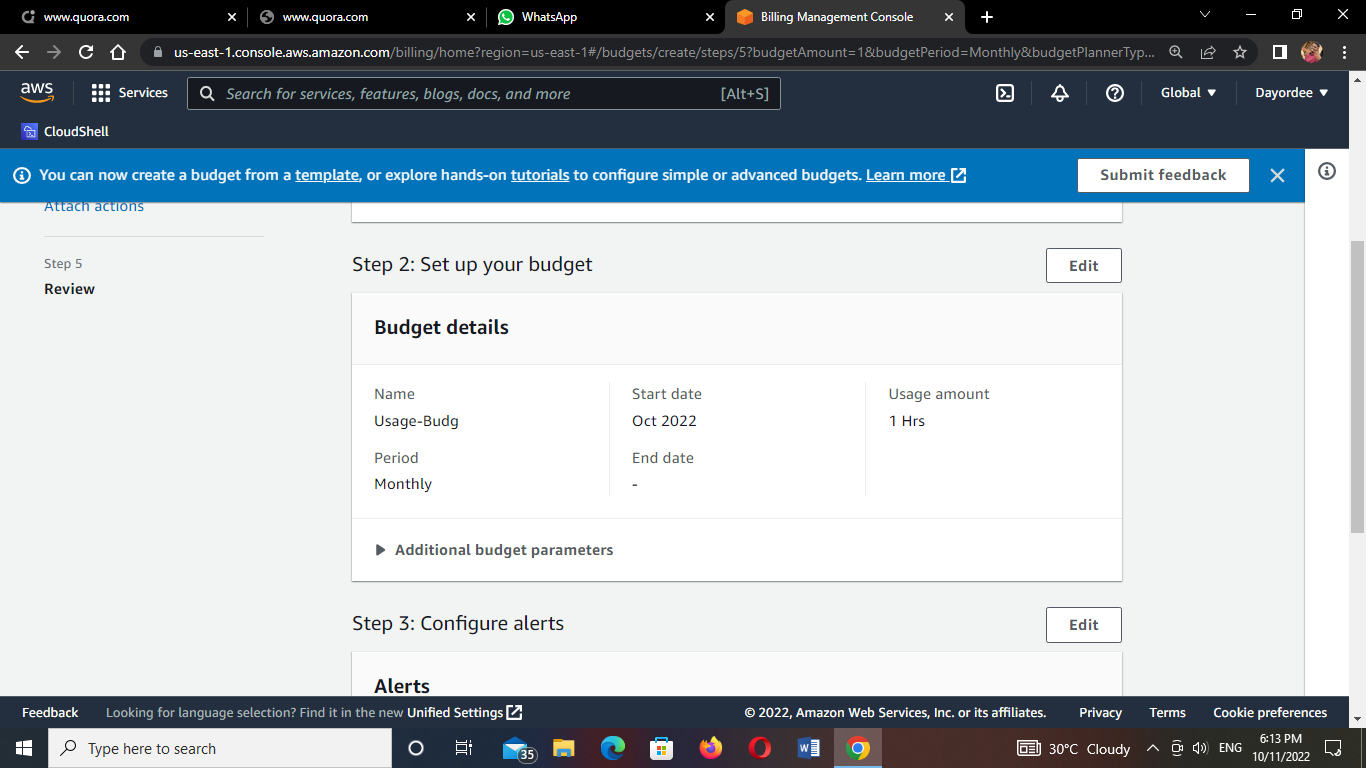 www.quora.com
www.quora.com
WhatsApp
Billing Management Console
us-east-1.console.aws.amazon.com/billing/home?region=us-east-1#/budgets/create/steps/5?budgetAmount=1&budgetPeriod=Monthly&budgetPlannerTyp...
aws
Services
Search for services, features, blogs, docs, and more [Alt+S]
Global
Dayordee
CloudShell
You can now create a budget from a template, or explore hands-on tutorials to configure simple or advanced budgets. Learn more
Submit feedback
Attach actions
Step 5
Review
Step 2: Set up your budget
Edit
Budget details
Name
Usage-Budg
Period
Monthly
Start date
Oct 2022
End date
-
Usage amount
1 Hrs
Additional budget parameters
Step 3: Configure alerts
Edit
Alerts
Feedback
Looking for language selection? Find it in the new Unified Settings
© 2022, Amazon Web Services, Inc. or its affiliates.
Privacy
Terms
Cookie preferences
Type here to search
35
30°C Cloudy
ENG
6:13 PM
10/11/2022